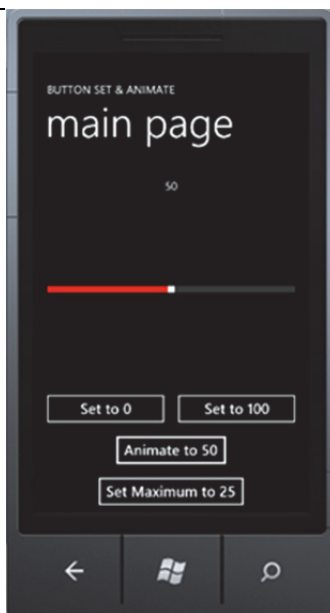 BUTTON SET & ANIMATE
main page
50
Set to 0
Set to 100
Animate to 50
Set Maximum to 25